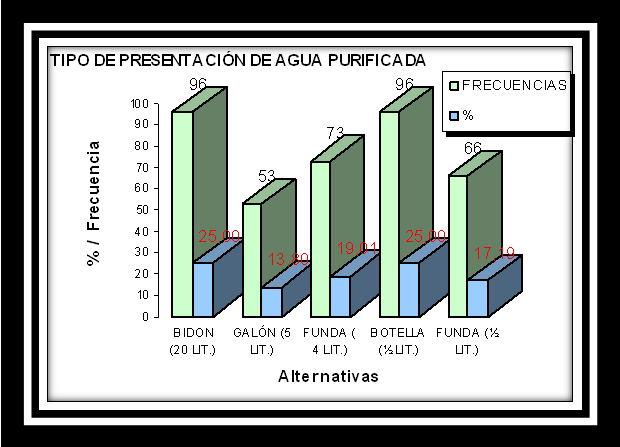 TIPO DE PRESENTACIÓN DE AGUA PURIFICADA
FRECUENCIAS
%
96
53
73
96
66
25,00
13,80
19,01
25,00
17,19
% / Frecuencia
100
90
80
70
60
50
40
30
20
10
0
BIDON
(20 LIT.)
GALÓN (5
LIT.)
FUNDA (
4 LIT.)
BOTELLA
(½ LIT.)
FUNDA (½
LIT.)
Alternativas